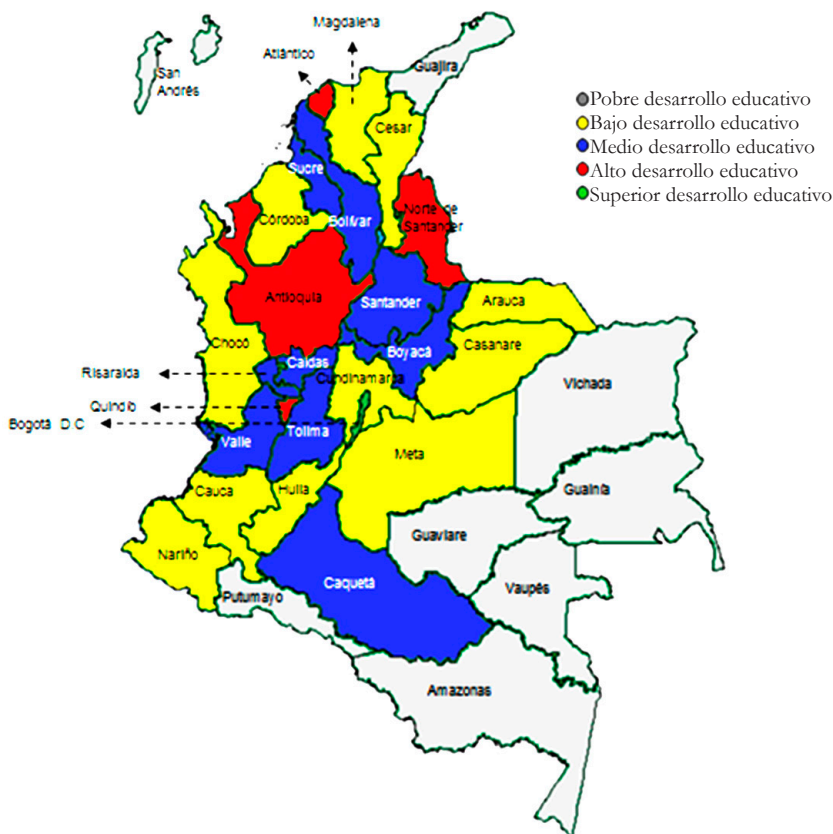 Magdalena
Atlántico
San
Andrés
Guajira
Cesar
Sucre
Norte de
Santander
Córdoba
Bolívar
Antioquia
Santander
Arauca
Chocó
Boyacá
Casanare
Caldas
Risaralda
Cundinamarca
Vichada
Quindío
Bogotá D.C
Valle
Tolima
Meta
Cauca
Huila
Guainía
Guaviare
Nariño
Caquetá
Vaupés
Putumayo
Amazonas
Pobre desarrollo educativo
Bajo desarrollo educativo
Medio desarrollo educativo
Alto desarrollo educativo
Superior desarrollo educativo